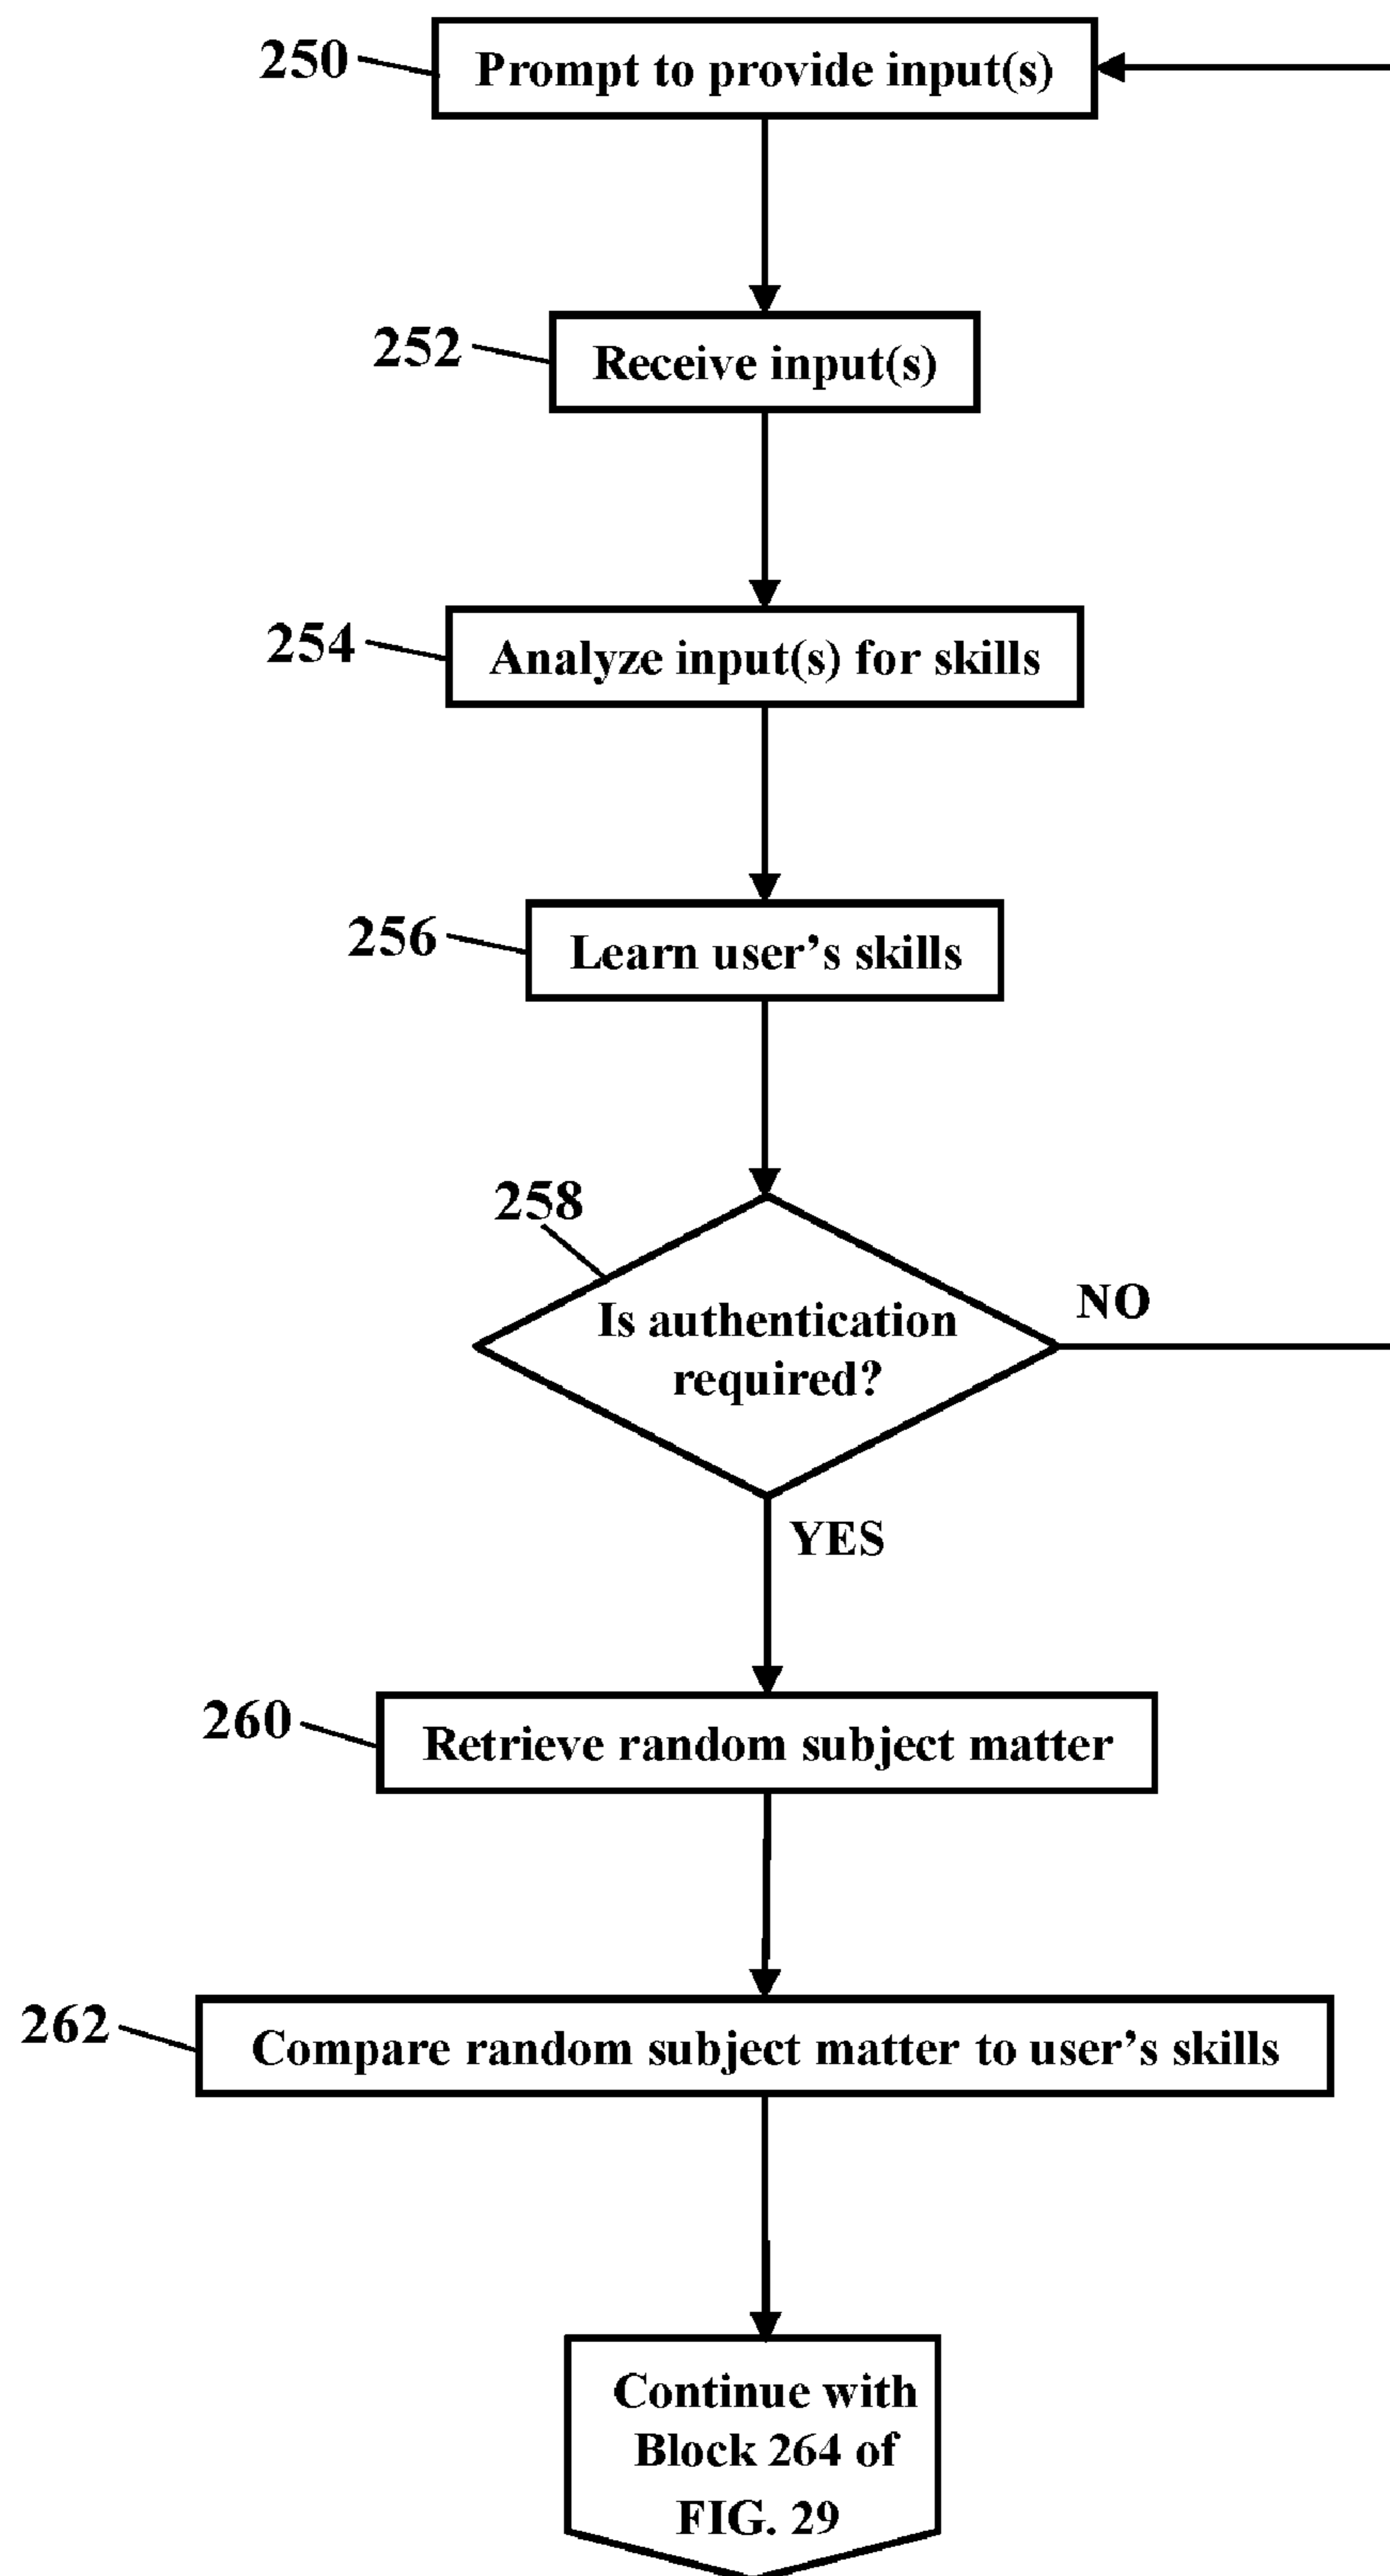 250
Prompt to provide input(s)
252
Receive input(s)
254
Analyze input(s) for skills
256
Learn user’s skills
258
Is authentication
required?
NO
YES
260
Retrieve random subject matter
262
Compare random subject matter to user’s skills
Continue with
Block 264 of
FIG. 29